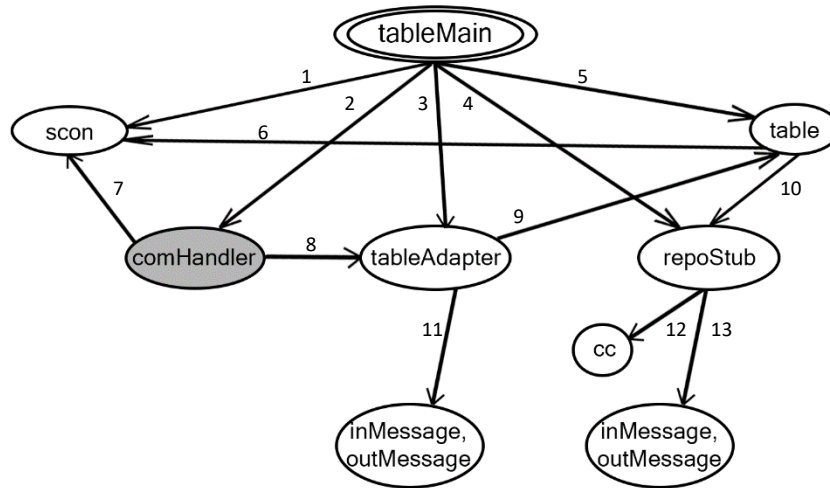 tableMain
1
2
3
4
5
scon
6
table
7
8
9
10
comHandler
tableAdapter
repoStub
11
12
13
cc
inMessage,
outMessage
inMessage,
outMessage